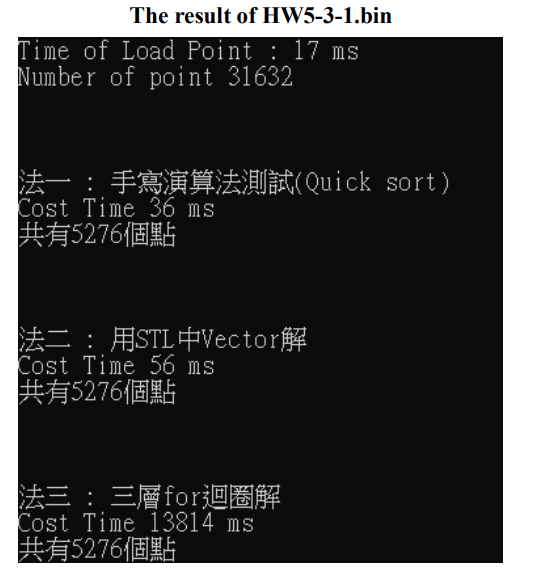 The result of HW5-3-1.bin
Time of Load Point : 17 ms
Number of point 31632
法一 : 手寫演算法測試(Quick sort)
Cost Time 36 ms
共有5276個點
法二 : 用STL中Vector解
Cost Time 56 ms
共有5276個點
法三 : 三層for迴圈解
Cost Time 13814 ms
共有5276個點